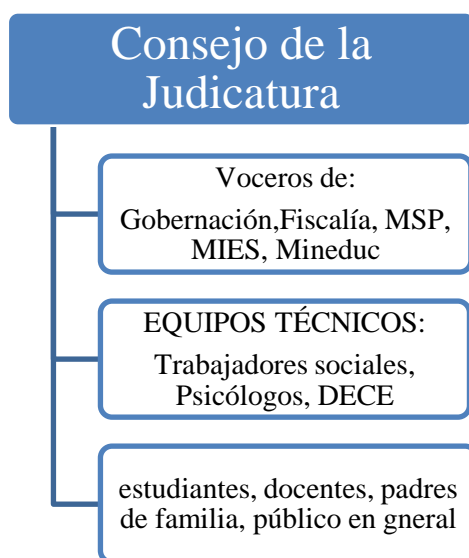 Consejo de la
Judicatura
Voceros de:
Gobernación,Fiscalía, MSP,
MIES, Mineduc
EQUIPOS TÉCNICOS:
Trabajadores sociales,
Psicólogos, DECE
estudiantes, docentes, padres
de familia, público en gneral